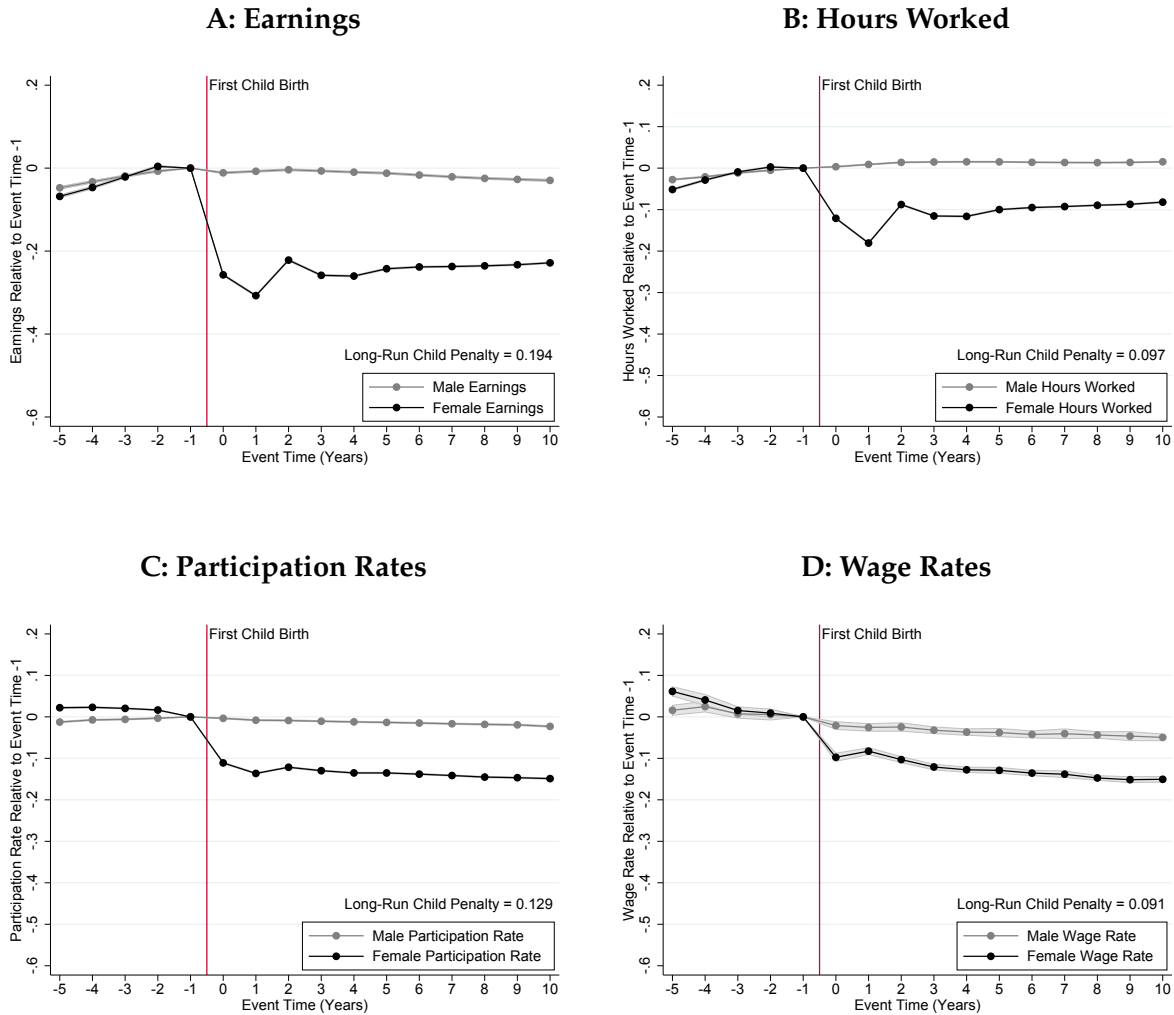 A: Earnings
Earnings Relative to Event Time -1
.2
0
-.2
-.4
-.6
First Child Birth
Long-Run Child Penalty = 0.194
Male Earnings
Female Earnings
-5 -4 -3 -2 -1 0 1 2 3 4 5 6 7 8 9 10
Event Time (Years)
B: Hours Worked
Hours Worked Relative to Event Time -1
.2
.1
0
-.1
-.2
-.3
-.4
-.5
-.6
First Child Birth
Long-Run Child Penalty = 0.097
Male Hours Worked
Female Hours Worked
-5 -4 -3 -2 -1 0 1 2 3 4 5 6 7 8 9 10
Event Time (Years)
C: Participation Rates
Participation Rate Relative to Event Time -1
.2
.1
0
-.1
-.2
-.3
-.4
-.5
-.6
First Child Birth
Long-Run Child Penalty = 0.129
Male Participation Rate
Female Participation Rate
-5 -4 -3 -2 -1 0 1 2 3 4 5 6 7 8 9 10
Event Time (Years)
D: Wage Rates
Wage Rate Relative to Event Time -1
.2
.1
0
-.1
-.2
-.3
-.4
-.5
-.6
First Child Birth
Long-Run Child Penalty = 0.091
Male Wage Rate
Female Wage Rate
-5 -4 -3 -2 -1 0 1 2 3 4 5 6 7 8 9 10
Event Time (Years)